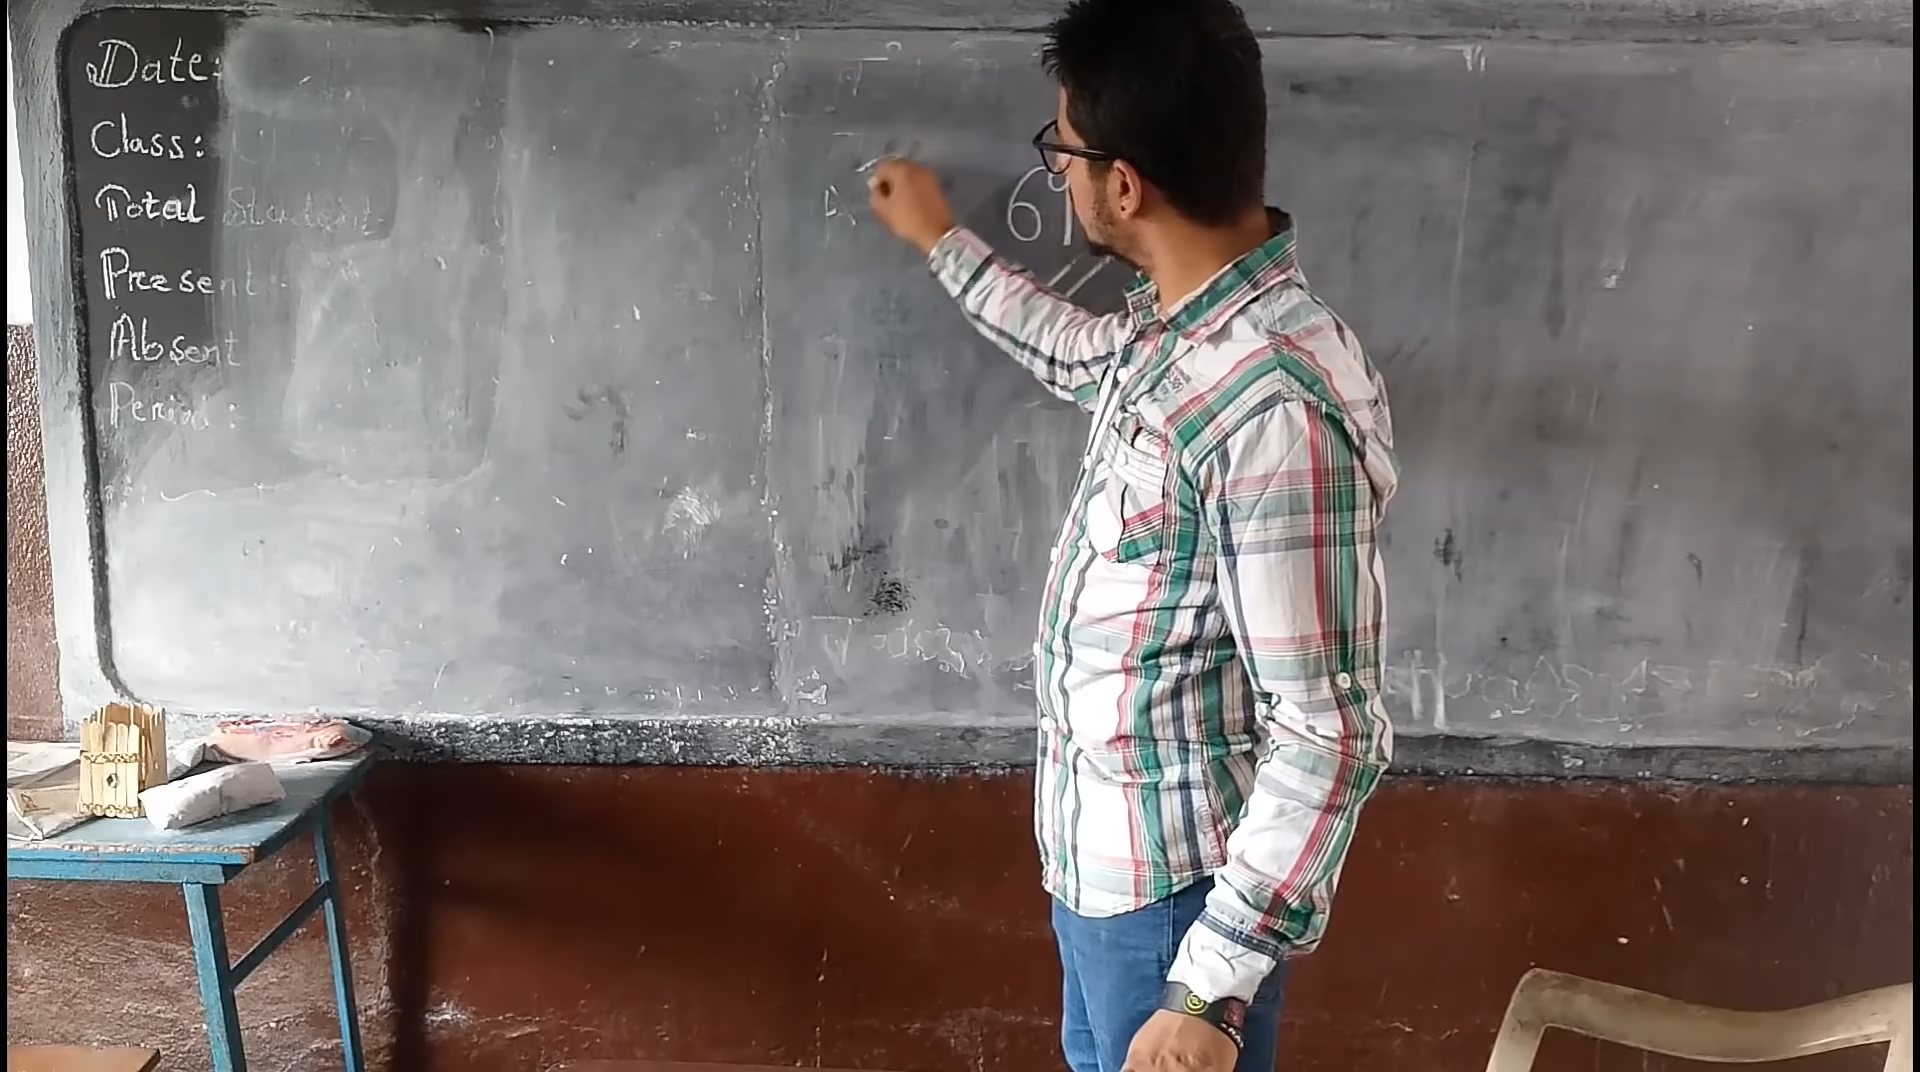 Date:
Class:
Total Student
Present:
Absent
Period: